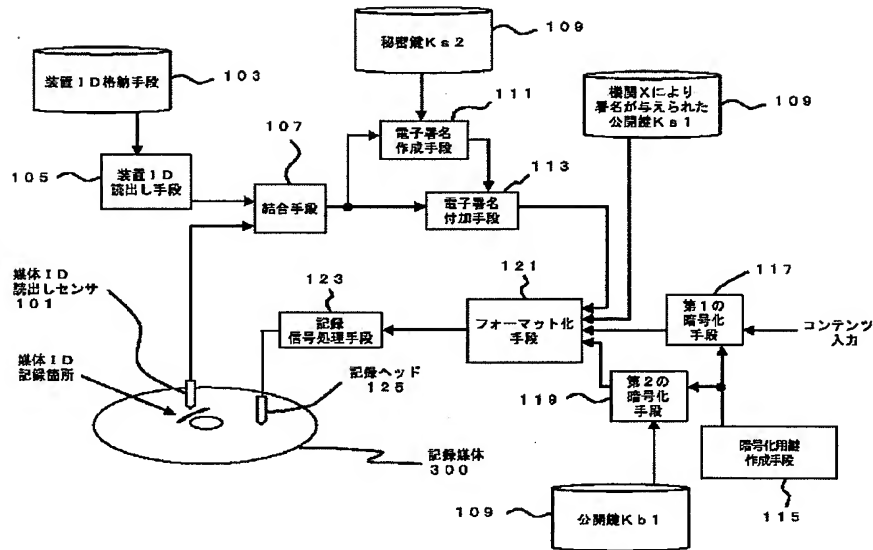 109
秘密鍵Ks2
103
装置ID格納手段
111
機関Xにより
署名が与えられた
公開鍵Ks1
109
電子署名
作成手段
107
105
装置ID
読出し手段
結合手段
113
電子署名
付加手段
媒体ID
読出しセンサ
101
123
121
117
記録
信号処理手段
フォーマット化
手段
第1の
暗号化
手段
コンテンツ
入力
媒体ID
記録箇所
記録ヘッド
125
第2の
暗号化
手段
119
記録媒体
300
暗号化用鍵
作成手段
109
公開鍵Kb1
115